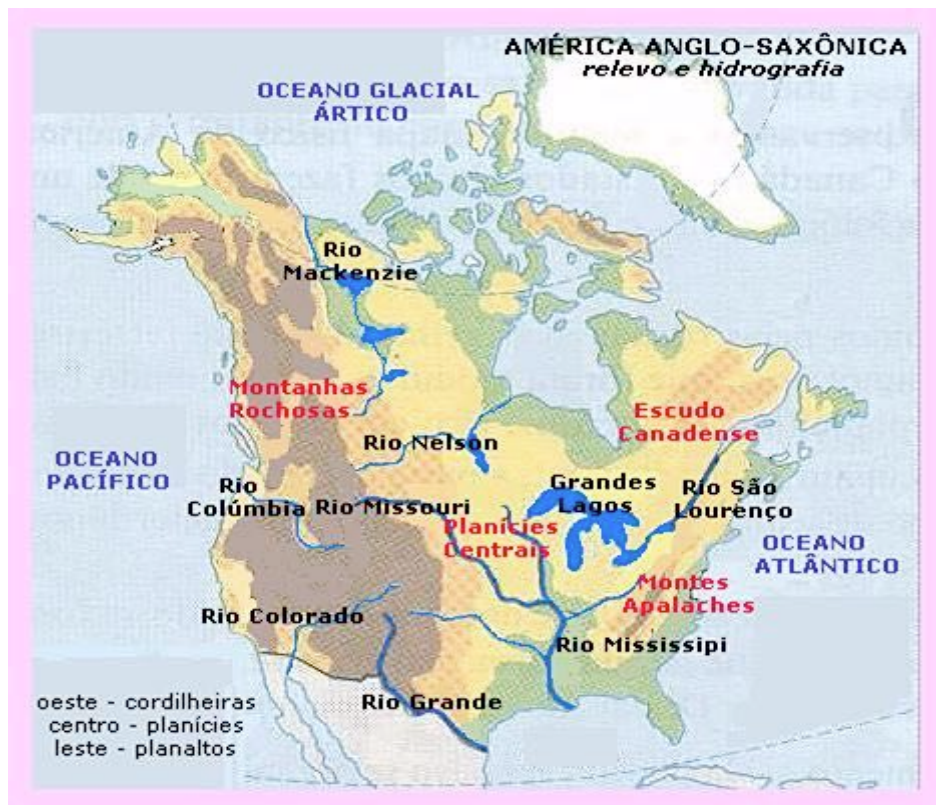 AMÉRICA ANGLO-SAXÔNICA
relevo e hidrografia
OCEANO GLACIAL
ÁRTICO
Rio
Mackenzie
Montanhas
Rochosas
Escudo
Canadense
Rio Nelson
OCEANO
PACÍFICO
Rio
Colúmbia
Rio Missouri
Grandes
Lagos
Rio São
Lourenço
Planícies
Centrais
OCEANO
ATLÂNTICO
Montes
Apalaches
Rio Colorado
Rio Mississipi
Rio Grande
oeste - cordilheiras
centro - planícies
leste - planaltos